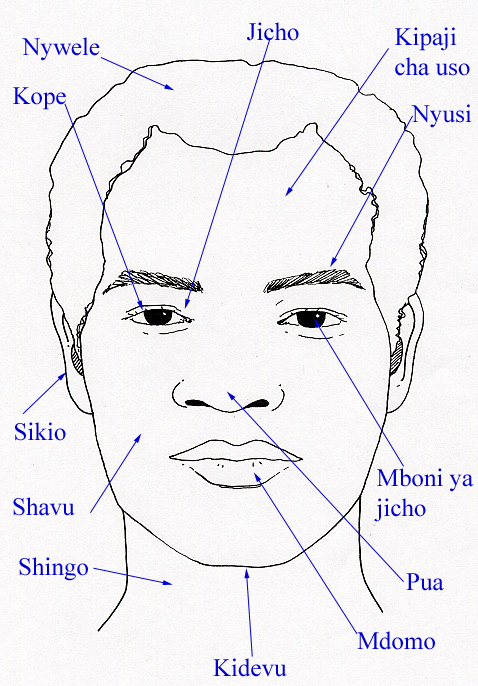 Jicho
Kipaji
cha uso
Nywele
Kope
Nyusi
Sikio
Mboni ya
jicho
Shavu
Shingo
Pua
Mdomo
Kidevu